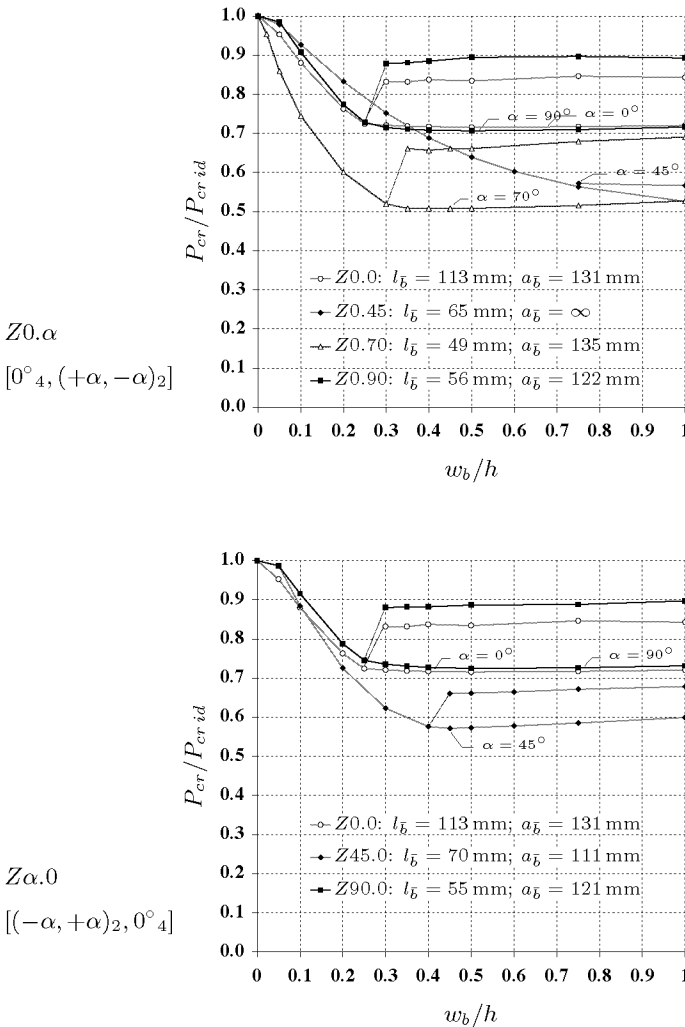 1.0
0.9
0.8
0.7
0.6
0.5
0.4
0.3
0.2
0.1
0.0
P_cr/P_cr id
α = 90° α = 0°
α = 45°
α = 70°
Z0.0: l_b̄ = 113 mm; a_b̄ = 131 mm
Z0.45: l_b̄ = 65 mm; a_b̄ = ∞
Z0.70: l_b̄ = 49 mm; a_b̄ = 135 mm
Z0.90: l_b̄ = 56 mm; a_b̄ = 122 mm
Z0.α
[0°₄, (+α, −α)₂]
0 0.1 0.2 0.3 0.4 0.5 0.6 0.7 0.8 0.9 1
w_b/h
1.0
0.9
0.8
0.7
0.6
0.5
0.4
0.3
0.2
0.1
0.0
P_cr/P_cr id
α = 0° α = 90°
α = 45°
Z0.0: l_b̄ = 113 mm; a_b̄ = 131 mm
Z45.0: l_b̄ = 70 mm; a_b̄ = 111 mm
Z90.0: l_b̄ = 55 mm; a_b̄ = 121 mm
Zα.0
[(−α, +α)₂, 0°₄]
0 0.1 0.2 0.3 0.4 0.5 0.6 0.7 0.8 0.9 1
w_b/h